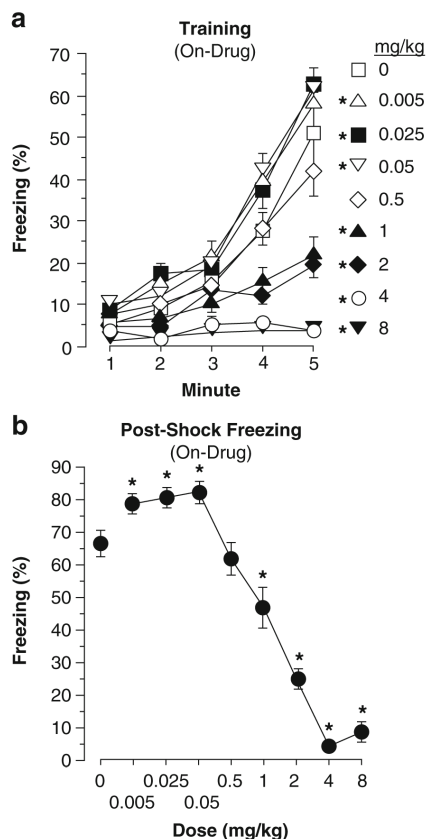 a
Training
(On-Drug)
mg/kg
70
60
50
40
30
20
10
0
Freezing (%)
1 2 3 4 5
Minute
0
* 0.005
* 0.025
* 0.05
0.5
* 1
* 2
* 4
* 8
b
Post-Shock Freezing
(On-Drug)
90
80
70
60
50
40
30
20
10
0
Freezing (%)
* * *
*
*
*
*
0 0.025 0.5 1 2 4 8
0.005 0.05
Dose (mg/kg)